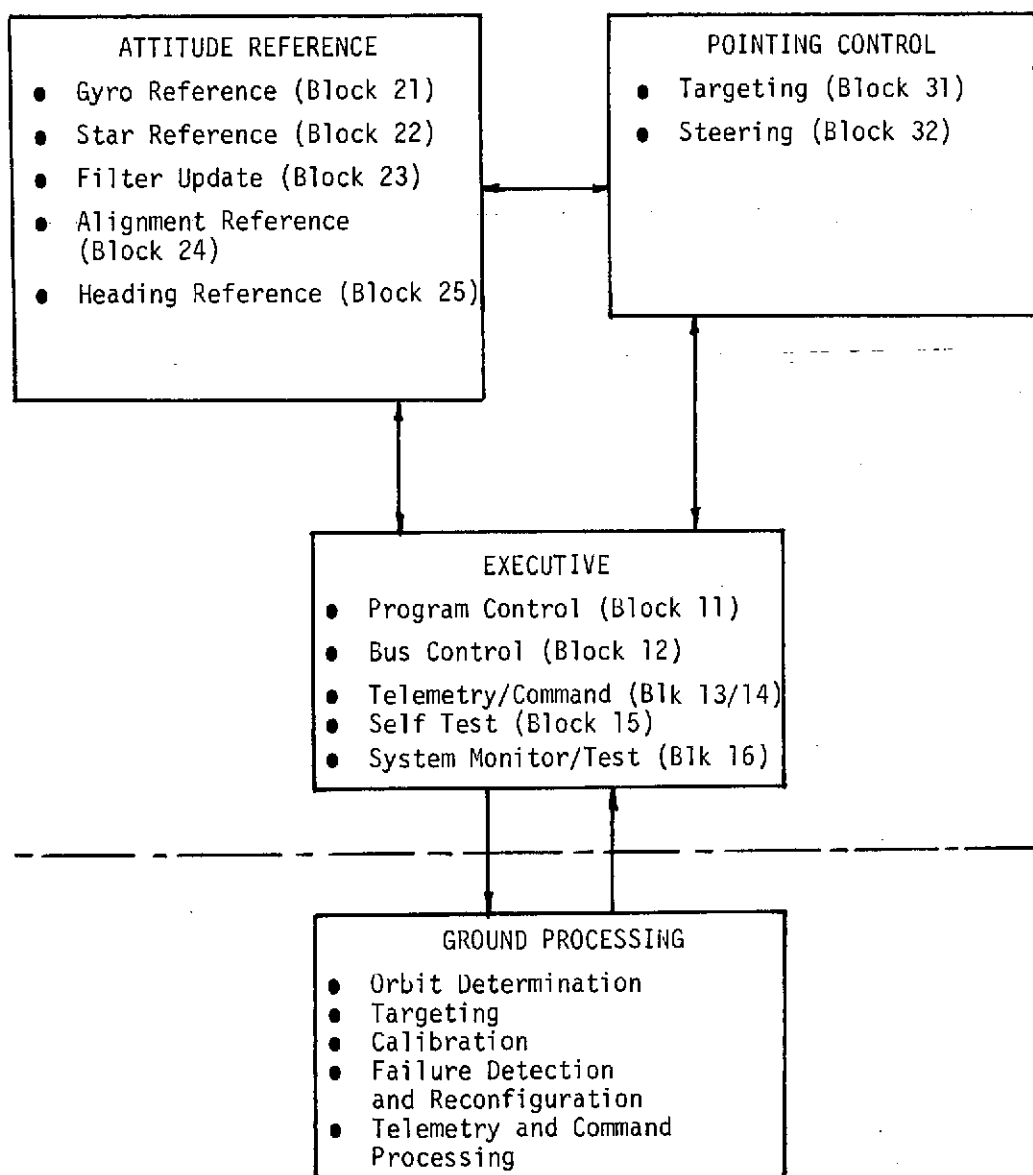 ATTITUDE REFERENCE
• Gyro Reference (Block 21)
• Star Reference (Block 22)
• Filter Update (Block 23)
• Alignment Reference
(Block 24)
• Heading Reference (Block 25)
POINTING CONTROL
• Targeting (Block 31)
• Steering (Block 32)
EXECUTIVE
• Program Control (Block 11)
• Bus Control (Block 12)
• Telemetry/Command (Blk 13/14)
• Self Test (Block 15)
• System Monitor/Test (Blk 16)
GROUND PROCESSING
• Orbit Determination
• Targeting
• Calibration
• Failure Detection
and Reconfiguration
• Telemetry and Command
Processing